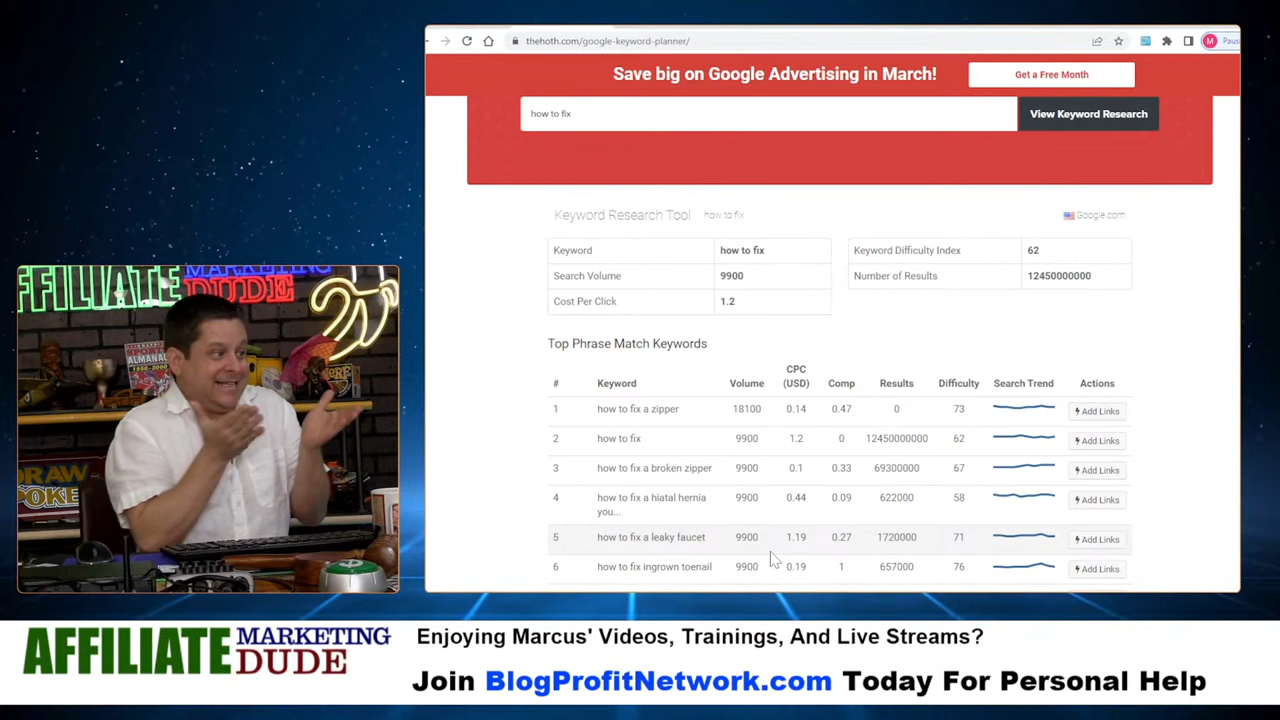 thehoth.com/google-keyword-planner/
M
Paus
Save big on Google Advertising in March!
Get a Free Month
how to fix
View Keyword Research
Keyword Research Tool how to fix
Google.com
Keyword how to fix
Search Volume 9900
Cost Per Click 1.2
Keyword Difficulty Index 62
Number of Results 12450000000
Top Phrase Match Keywords
# Keyword Volume CPC (USD) Comp Results Difficulty Search Trend Actions
1 how to fix a zipper 18100 0.14 0.47 0 73 Add Links
2 how to fix 9900 1.2 0 12450000000 62 Add Links
3 how to fix a broken zipper 9900 0.1 0.33 69300000 67 Add Links
4 how to fix a hiatal hernia 9900 0.44 0.09 622000 58 Add Links
you...
5 how to fix a leaky faucet 9900 1.19 0.27 1720000 71 Add Links
6 how to fix ingrown toenail 9900 0.19 1 657000 76 Add Links
FFILIATE
MARKETING
DUDE
SPORTS
ALMANAC
1950-2000
DRAW
POKE
AFFILIATE MARKETING
DUDE
Enjoying Marcus' Videos, Trainings, And Live Streams?
Join BlogProfitNetwork.com Today For Personal Help